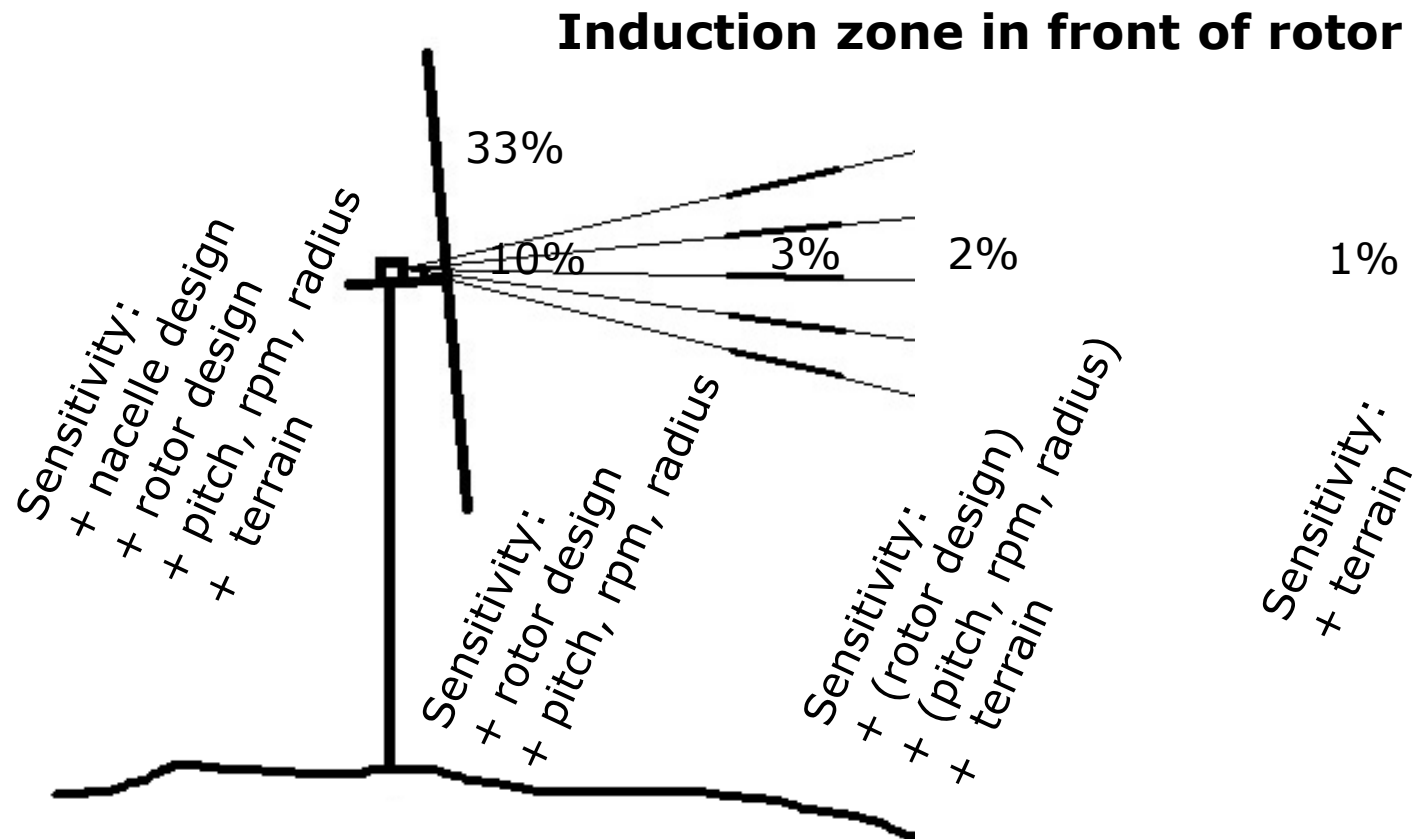 Induction zone in front of rotor
33%
10%
3%
2%
1%
Sensitivity:
+ nacelle design
+ rotor design
+ pitch, rpm, radius
+ terrain
Sensitivity:
+ rotor design
+ pitch, rpm, radius
Sensitivity:
+ (rotor design)
+ (pitch, rpm, radius)
+ terrain
Sensitivity:
+ terrain